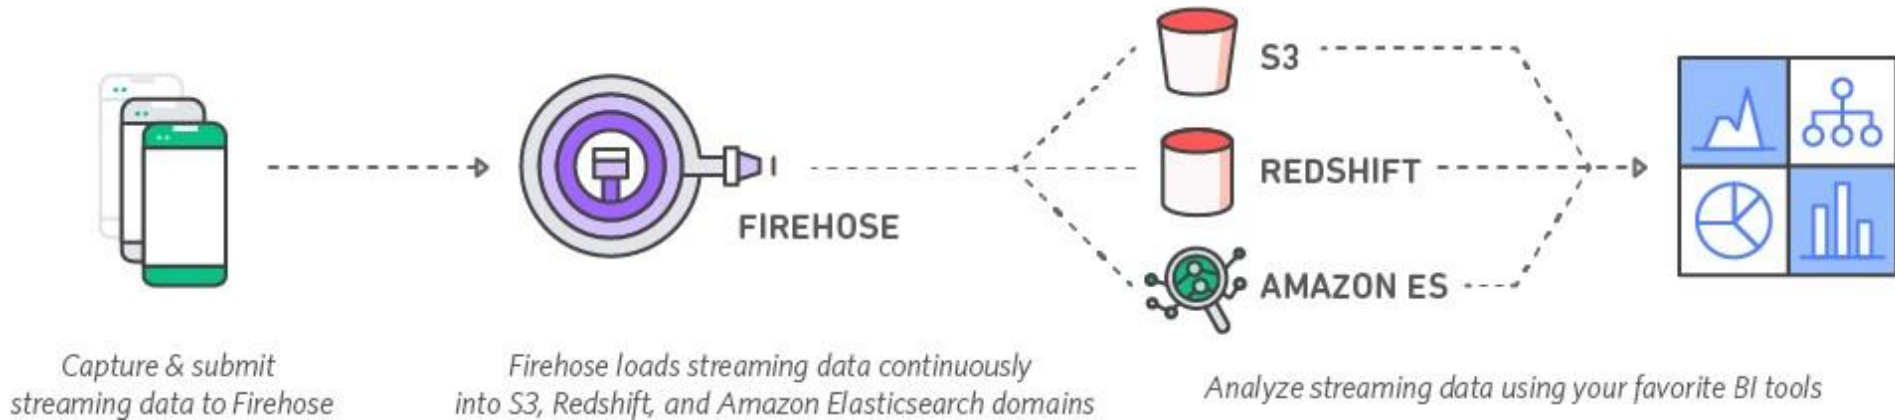 S3
REDSHIFT
FIREHOSE
AMAZON ES
Capture & submit
streaming data to Firehose
Firehose loads streaming data continuously
into S3, Redshift, and Amazon Elasticsearch domains
Analyze streaming data using your favorite BI tools